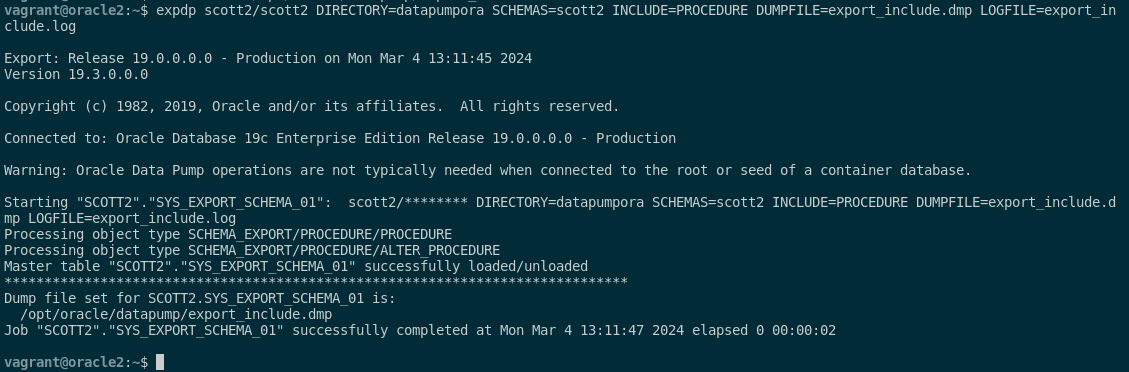 vagrant@oracle2:~$ expdp scott2/scott2 DIRECTORY=datapumpora SCHEMAS=scott2 INCLUDE=PROCEDURE DUMPFILE=export_include.dmp LOGFILE=export_in
clude.log
Export: Release 19.0.0.0.0 - Production on Mon Mar 4 13:11:45 2024
Version 19.3.0.0.0
Copyright (c) 1982, 2019, Oracle and/or its affiliates.  All rights reserved.
Connected to: Oracle Database 19c Enterprise Edition Release 19.0.0.0.0 - Production
Warning: Oracle Data Pump operations are not typically needed when connected to the root or seed of a container database.
Starting "SCOTT2"."SYS_EXPORT_SCHEMA_01":  scott2/******** DIRECTORY=datapumpora SCHEMAS=scott2 INCLUDE=PROCEDURE DUMPFILE=export_include.d
mp LOGFILE=export_include.log
Processing object type SCHEMA_EXPORT/PROCEDURE/PROCEDURE
Processing object type SCHEMA_EXPORT/PROCEDURE/ALTER_PROCEDURE
Master table "SCOTT2"."SYS_EXPORT_SCHEMA_01" successfully loaded/unloaded
******************************************************************************
Dump file set for SCOTT2.SYS_EXPORT_SCHEMA_01 is:
  /opt/oracle/datapump/export_include.dmp
Job "SCOTT2"."SYS_EXPORT_SCHEMA_01" successfully completed at Mon Mar 4 13:11:47 2024 elapsed 0 00:00:02
vagrant@oracle2:~$